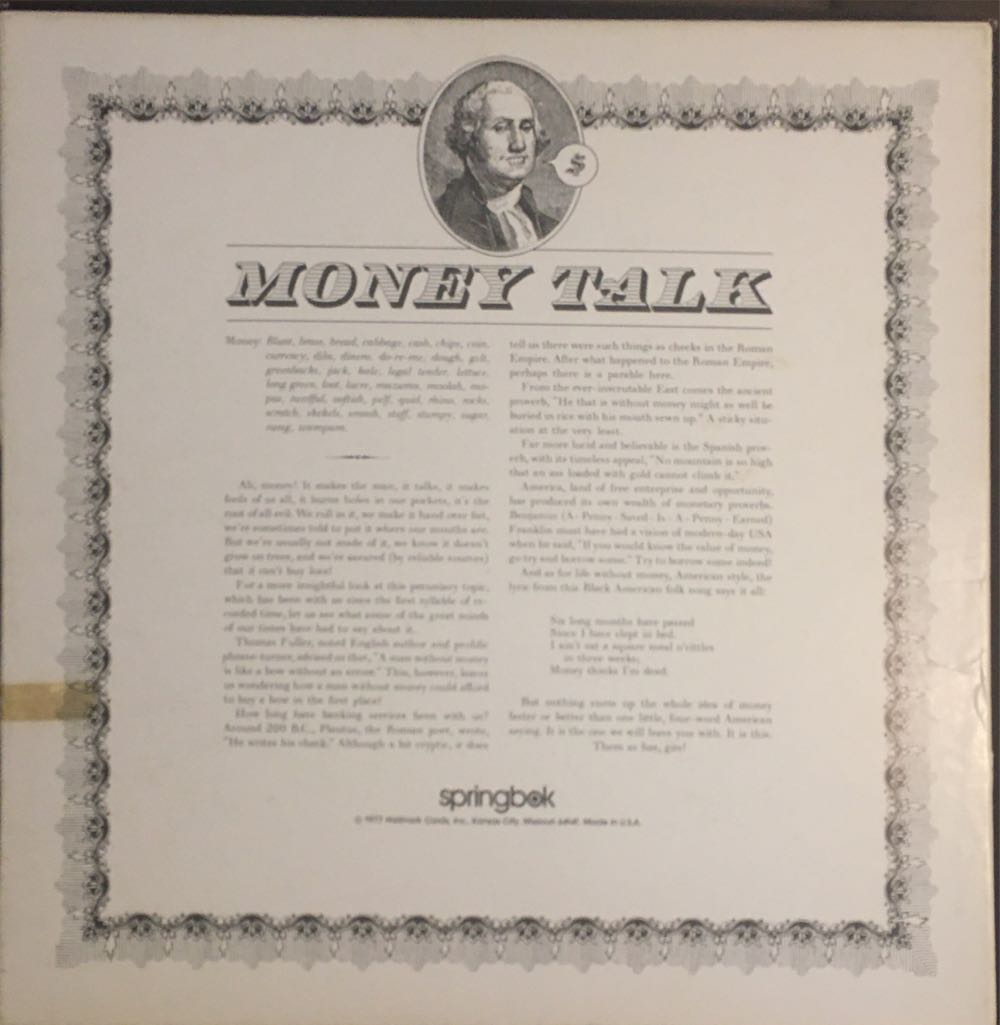 $
MONEY TALK
Money: Blunt, brass, bread, cabbage, cash, chips, coin,
currency, dibs, dinero, do-re-me, dough, gelt,
greenbacks, jack, kale, legal tender, lettuce,
long green, loot, lucre, mazuma, moolah, mo-
pus, needful, ooftish, pelf, quid, rhino, rocks,
scratch, shekels, smash, stuff, stumpy, sugar,
wampum.
Ah, money! It makes the man, it talks, it makes
fools of us all, it burns holes in our pockets, it's the
root of all evil. We roll in it, we make it hand over fist,
we're sometimes told to put it where our mouths are.
But we're usually not made of it, we know it doesn't
grow on trees, and we're assured (by reliable sources)
that it can't buy love!
For a more insightful look at this pecuniary topic,
which has been with us since the first syllable of re-
corded time, let us see what some of the great minds
of our times have had to say about it.
Thomas Fuller, noted English author and prolific
phrase-turner, advised us that, "A man without money
is like a bow without an arrow." This, however, leaves
us wondering how a man without money could afford
to buy a bow in the first place!
How long have banking services been with us?
Around 200 B.C., Plautus, the Roman poet, wrote,
"He writes his check." Although a bit cryptic, it does
tell us there were such things as checks in the Roman
Empire. After what happened to the Roman Empire,
perhaps there is a parable here.
From the ever-inscrutable East comes the ancient
proverb, "He that is without money might as well be
buried in rice with his mouth sewn up." A sticky situ-
ation at the very least.
Far more lucid and believable is the Spanish prov-
erb, with its timeless appeal, "No mountain is so high
that an ass loaded with gold cannot climb it."
America, land of free enterprise and opportunity,
has produced its own wealth of monetary proverbs.
Benjamin (A - Penny - Saved - Is - A - Penny - Earned)
Franklin must have had a vision of modern-day USA
when he said, "If you would know the value of money,
go try and borrow some." Try to borrow some indeed!
And as for life without money, American style, the
lyric from this Black American folk song says it all:
Six long months have passed
Since I have slept in bed.
I ain't eat a square meal o'vittles
in three weeks;
Money thinks I'm dead.
But nothing sums up the whole idea of money
faster or better than one little, four-word American
saying. It is the one we will leave you with. It is this.
Them as has, gits!
springbok
© 1977 Hallmark Cards, Inc., Kansas City, Missouri 64141, Made in U.S.A.